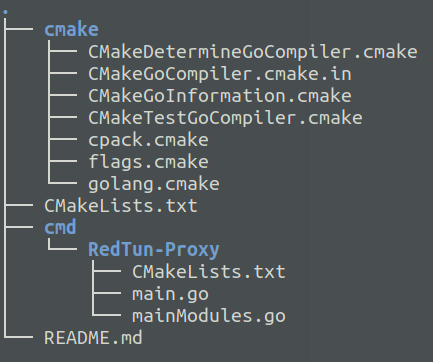 .
cmake
CMakeDetermineGoCompiler.cmake
CMakeGoCompiler.cmake.in
CMakeGoInformation.cmake
CMakeTestGoCompiler.cmake
cpack.cmake
flags.cmake
golang.cmake
CMakeLists.txt
cmd
RedTun-Proxy
CMakeLists.txt
main.go
mainModules.go
README.md